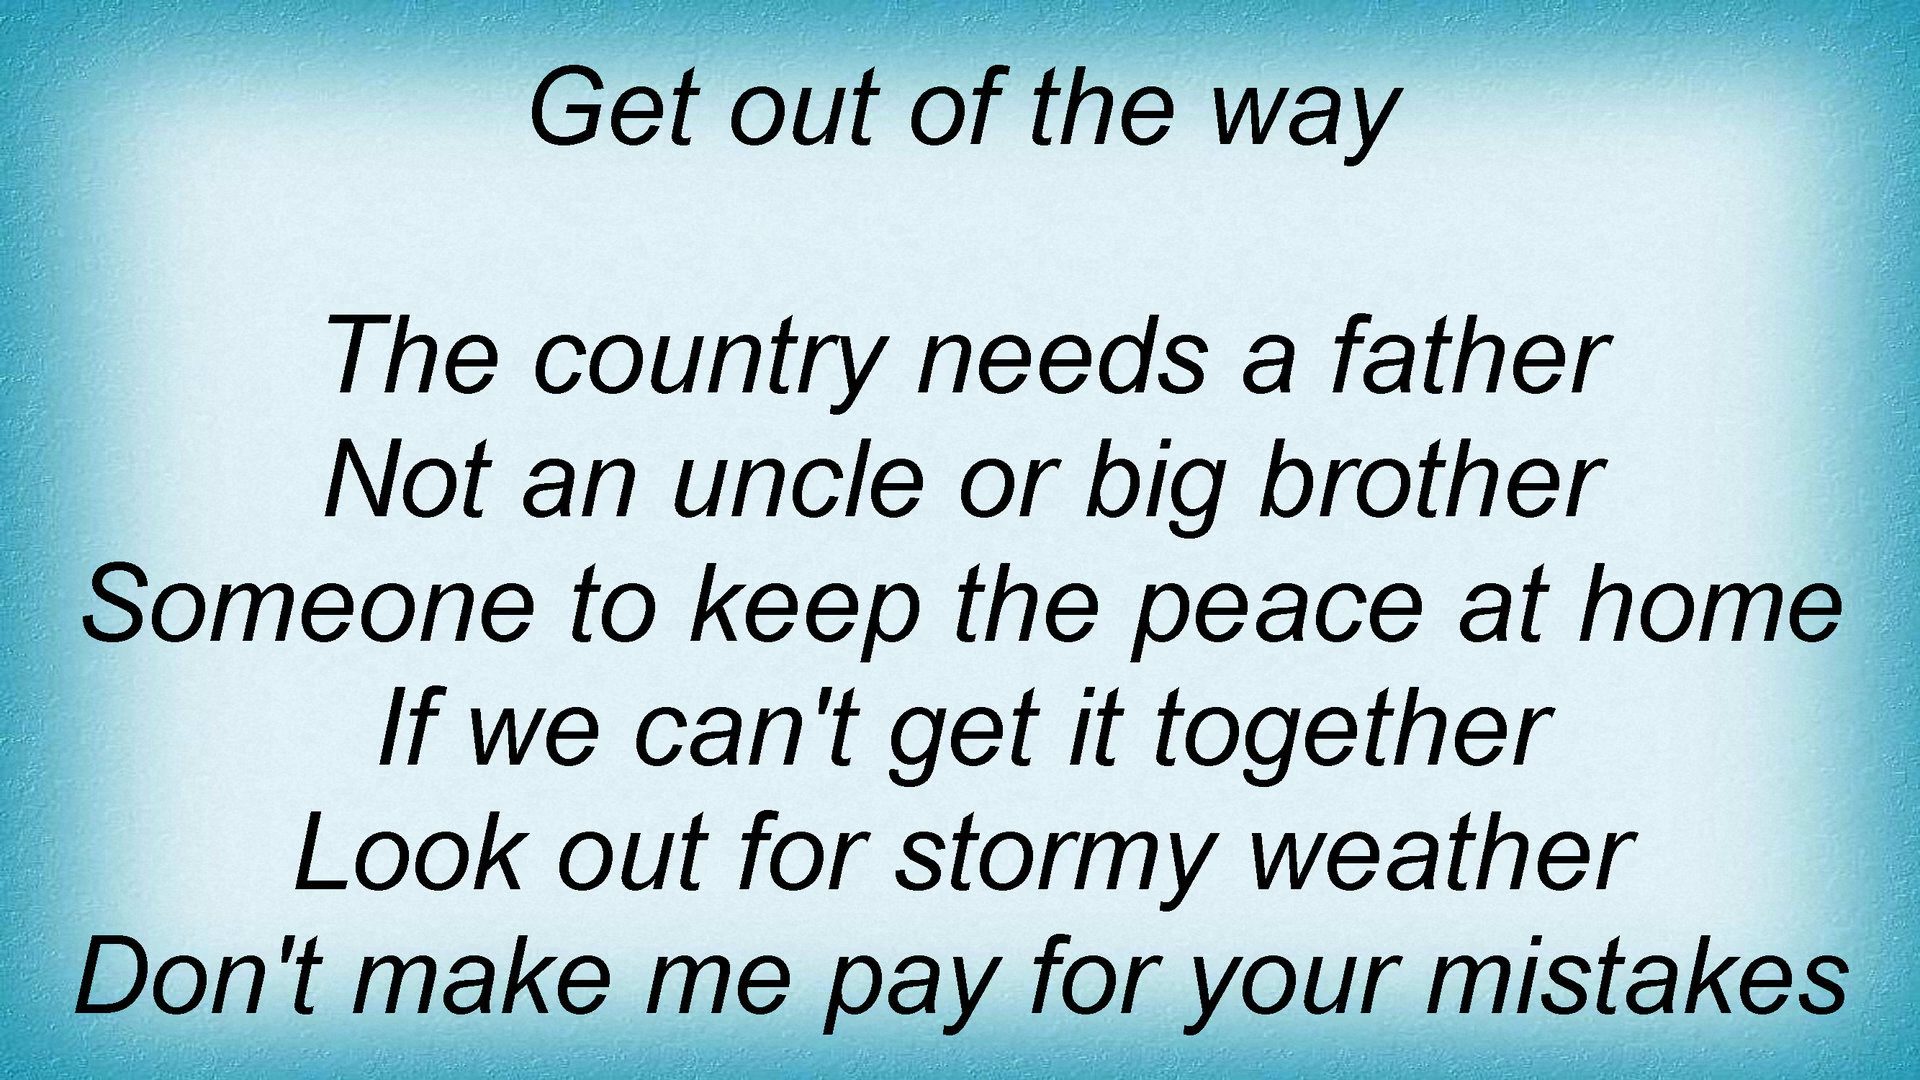 Get out of the way
The country needs a father
Not an uncle or big brother
Someone to keep the peace at home
If we can't get it together
Look out for stormy weather
Don't make me pay for your mistakes